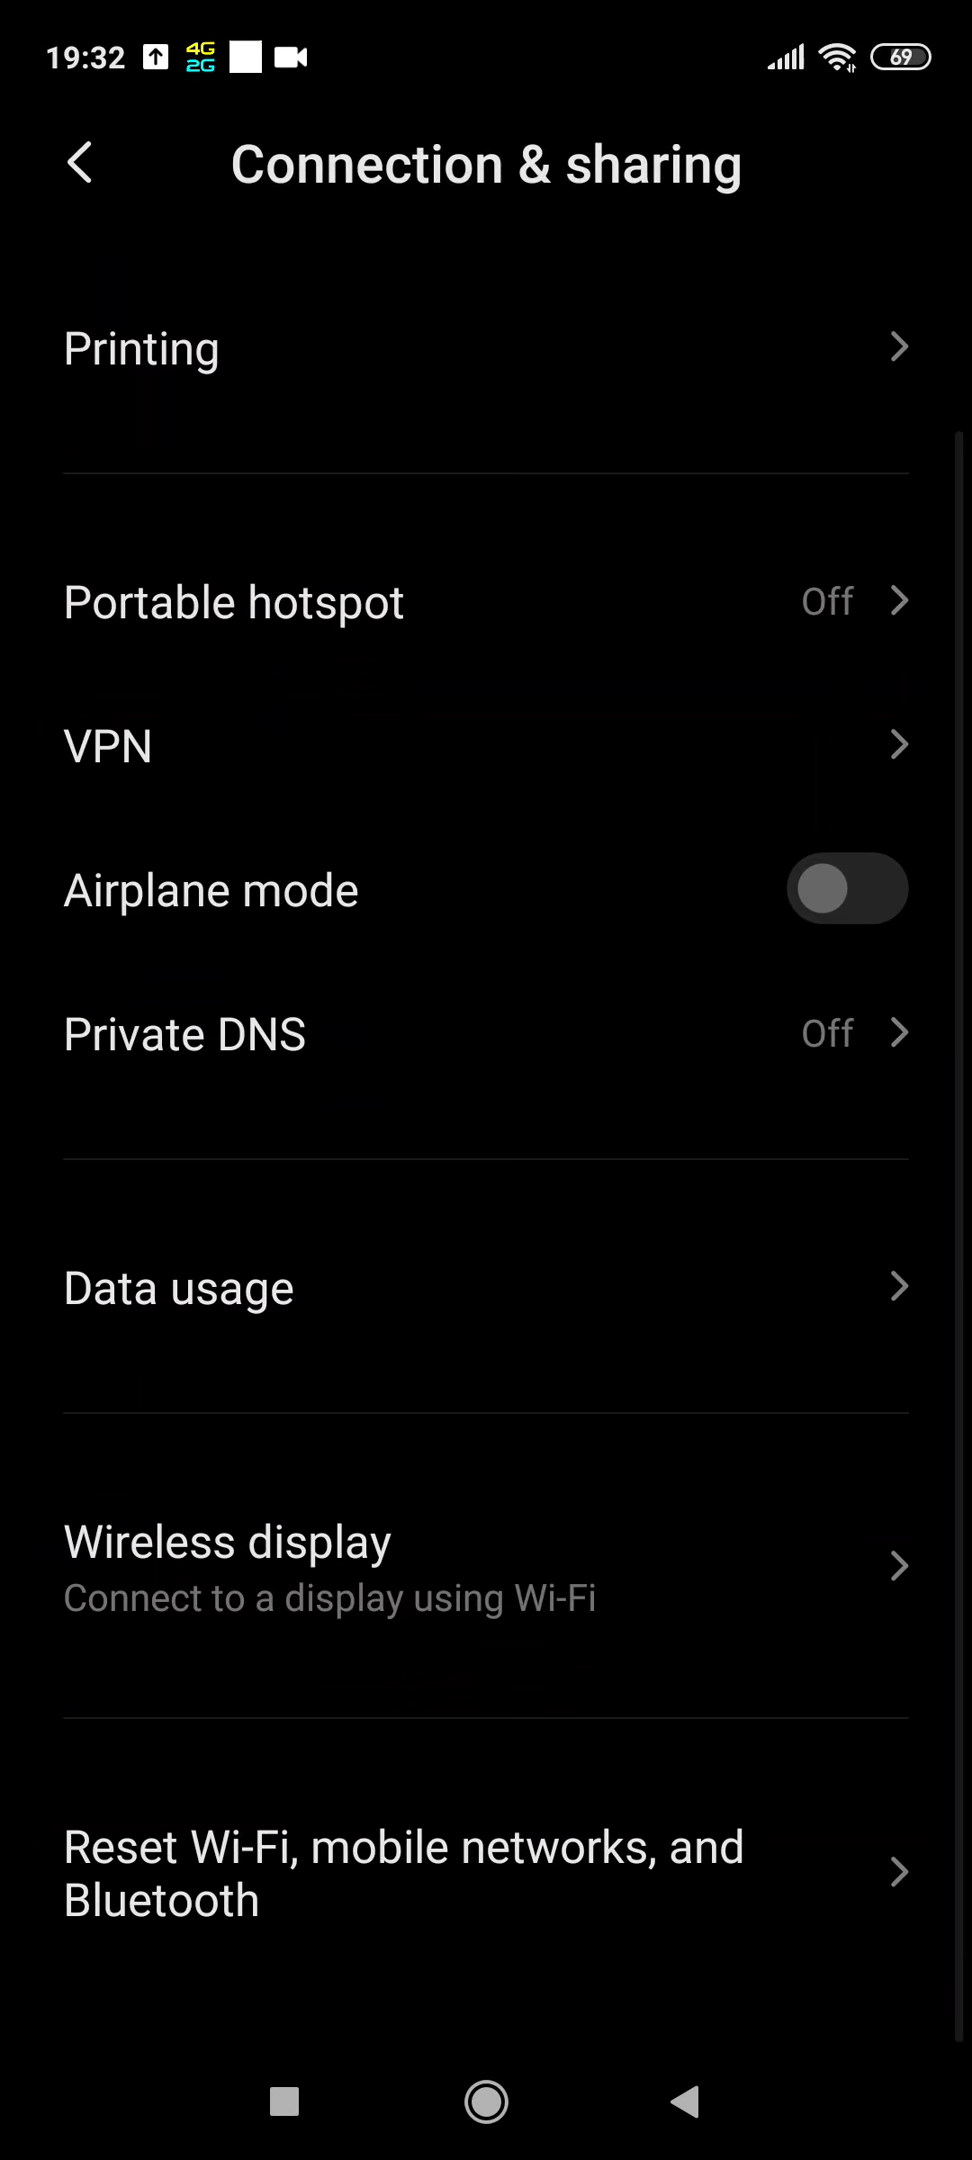 19:32 4G 69
2G
Connection & sharing
Printing
Portable hotspot Off
VPN
Airplane mode
Private DNS Off
Data usage
Wireless display
Connect to a display using Wi-Fi
Reset Wi-Fi, mobile networks, and
Bluetooth